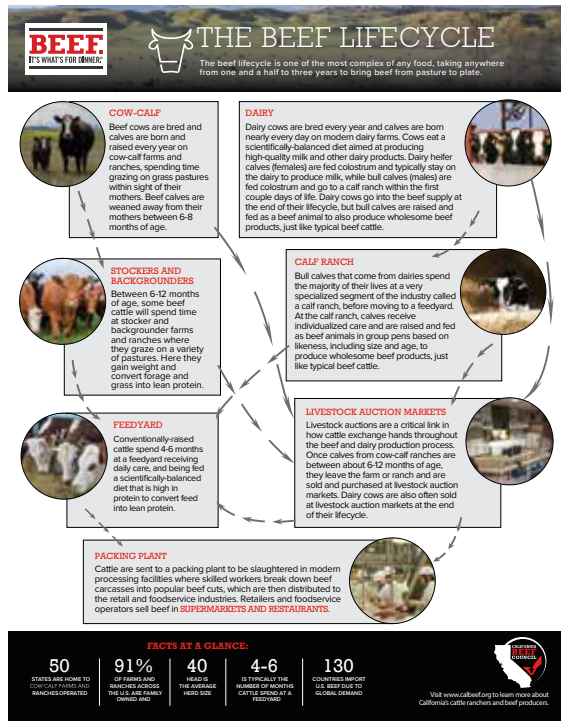 BEEF.
IT'S WHAT'S FOR DINNER.®
THE BEEF LIFECYCLE
The beef lifecycle is one of the most complex of any food, taking anywhere
from one and a half to three years to bring beef from pasture to plate.
COW-CALF
Beef cows are bred and
calves are born and
raised every year on
cow-calf farms and
ranches, spending time
grazing on grass pastures
within sight of their
mothers. Beef calves are
weaned away from their
mothers between 6-8
months of age.
DAIRY
Dairy cows are bred every year and calves are born
nearly every day on modern dairy farms. Cows eat a
scientifically-balanced diet aimed at producing
high-quality milk and other dairy products. Dairy heifer
calves (females) are fed colostrum and typically stay on
the dairy to produce milk, while bull calves (males) are
fed colostrum and go to a calf ranch within the first
couple days of life. Dairy cows go into the beef supply at
the end of their lifecycle, but bull calves are raised and
fed as a beef animal to also produce wholesome beef
products, just like typical beef cattle.
STOCKERS AND
BACKGROUNDERS
Between 6-12 months
of age, some beef
cattle will spend time
at stocker and
backgrounder farms
and ranches where
they graze on a variety
of pastures. Here they
gain weight and
convert forage and
grass into lean protein.
CALF RANCH
Bull calves that come from dairies spend
the majority of their lives at a very
specialized segment of the industry called
a calf ranch, before moving to a feedyard.
At the calf ranch, calves receive
individualized care and are raised and fed
as beef animals in group pens based on
likeness, including size and age, to
produce wholesome beef products, just
like typical beef cattle.
FEEDYARD
Conventionally-raised
cattle spend 4-6 months
at a feedyard receiving
daily care, and being fed
a scientifically-balanced
diet that is high in
protein to convert feed
into lean protein.
LIVESTOCK AUCTION MARKETS
Livestock auctions are a critical link in
how cattle exchange hands throughout
the beef and dairy production process.
Once calves from cow-calf ranches are
between about 6-12 months of age,
they leave the farm or ranch and are
sold and purchased at livestock auction
markets. Dairy cows are also often sold
at livestock auction markets at the end
of their lifecycle.
PACKING PLANT
Cattle are sent to a packing plant to be slaughtered in modern
processing facilities where skilled workers break down beef
carcasses into popular beef cuts, which are then distributed to
the retail and foodservice industries. Retailers and foodservice
operators sell beef in SUPERMARKETS AND RESTAURANTS.
FACTS AT A GLANCE:
50
STATES ARE HOME TO
COW-CALF FARMS AND
RANCHES OPERATED
91%
OF FARMS AND
RANCHES ACROSS
THE U.S. ARE FAMILY
OWNED AND
40
HEAD IS
THE AVERAGE
HERD SIZE
4-6
IS TYPICALLY THE
NUMBER OF MONTHS
CATTLE SPEND AT A
FEEDYARD
130
COUNTRIES IMPORT
U.S. BEEF DUE TO
GLOBAL DEMAND
CALIFORNIA
BEEF
COUNCIL
Visit www.calbeef.org to learn more about
California's cattle ranchers and beef producers.